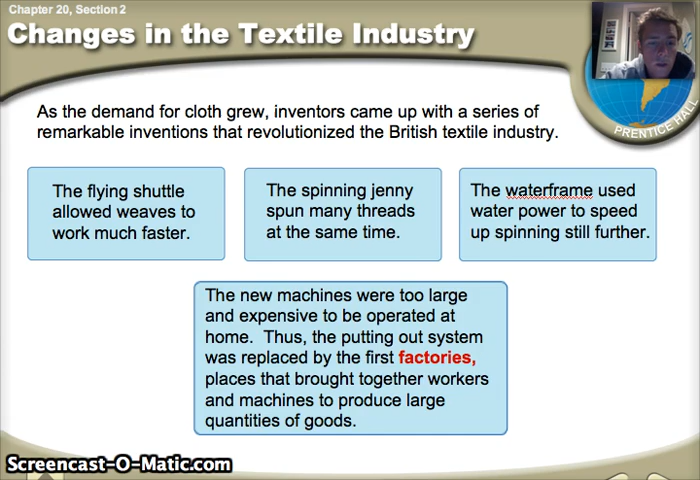 Chapter 20, Section 2
Changes in the Textile Industry
PRENTICE HALL
As the demand for cloth grew, inventors came up with a series of
remarkable inventions that revolutionized the British textile industry.
The flying shuttle
allowed weaves to
work much faster.
The spinning jenny
spun many threads
at the same time.
The waterframe used
water power to speed
up spinning still further.
The new machines were too large
and expensive to be operated at
home. Thus, the putting out system
was replaced by the first factories,
places that brought together workers
and machines to produce large
quantities of goods.
Screencast-O-Matic.com